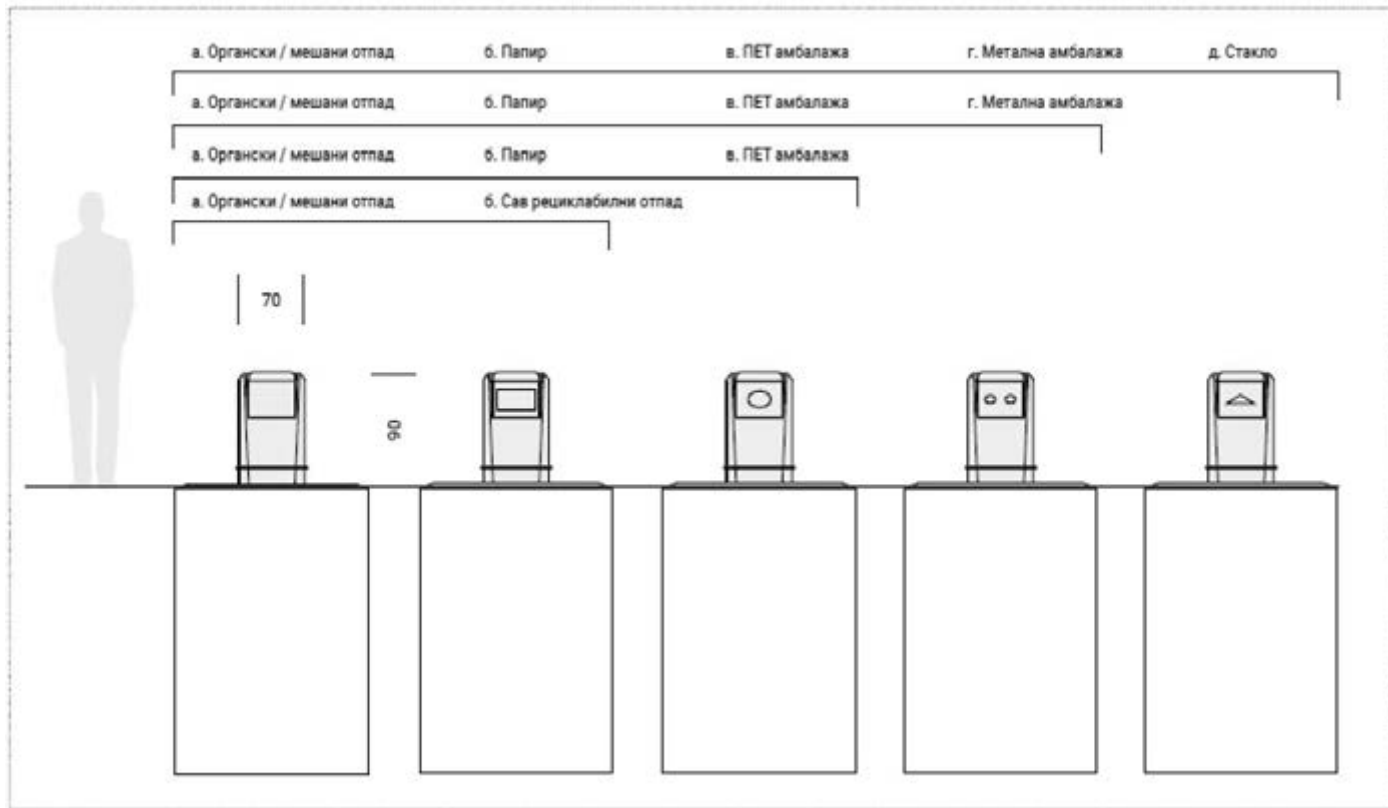 а. Органски / мешани отпад б. Папир в. ПЕТ амбалажа г. Метална амбалажа д. Стакло
а. Органски / мешани отпад б. Папир в. ПЕТ амбалажа г. Метална амбалажа
а. Органски / мешани отпад б. Папир в. ПЕТ амбалажа
а. Органски / мешани отпад б. Сав рециклабилни отпад
70
90